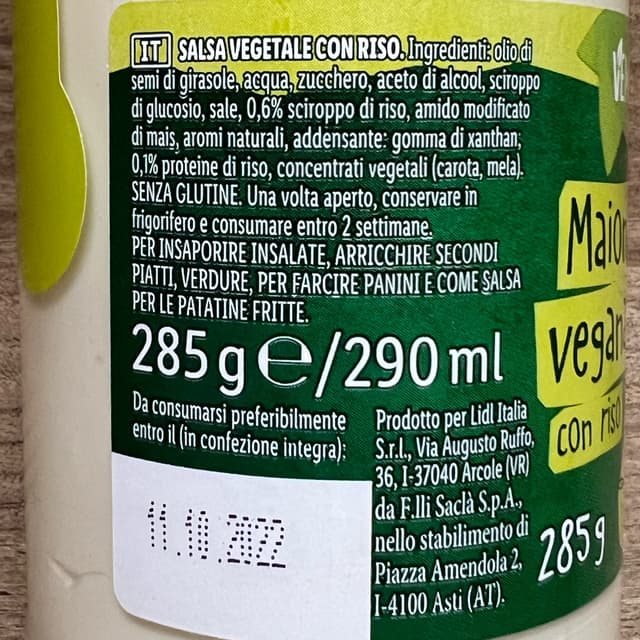 IT SALSA VEGETALE CON RISO. Ingredienti: olio di
semi di girasole, acqua, zucchero, aceto di alcool, sciroppo
di glucosio, sale, 0,6% sciroppo di riso, amido modificato
di mais, aromi naturali, addensante: gomma di xanthan;
0,1% proteine di riso, concentrati vegetali (carota, mela).
SENZA GLUTINE. Una volta aperto, conservare in
frigorifero e consumare entro 2 settimane.
PER INSAPORIRE INSALATE, ARRICCHIRE SECONDI
PIATTI, VERDURE, PER FARCIRE PANINI E COME SALSA
PER LE PATATINE FRITTE.
285 g ℮/290 ml
Da consumarsi preferibilmente
entro il (in confezione integra):
11.10.2022
Prodotto per Lidl Italia
S.r.l., Via Augusto Ruffo,
36, I-37040 Arcole (VR)
da F.lli Saclà S.p.A.,
nello stabilimento di
Piazza Amendola 2,
I-4100 Asti (AT).
con riso
285 g